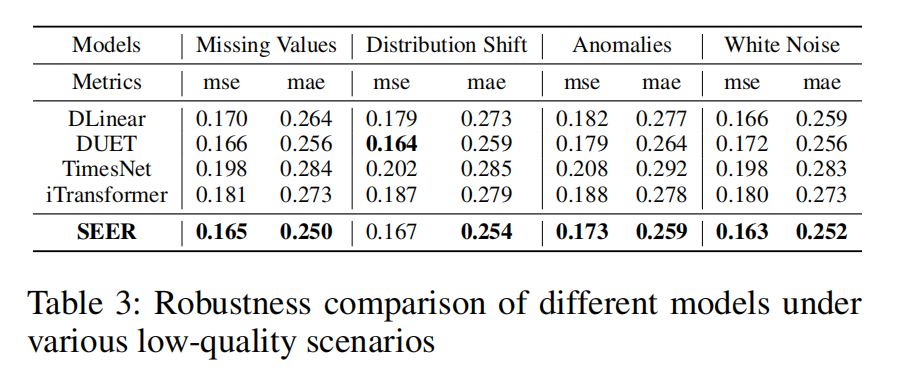 Models Missing Values Distribution Shift Anomalies White Noise
Metrics mse mae mse mae mse mae mse mae
DLinear 0.170 0.264 0.179 0.273 0.182 0.277 0.166 0.259
DUET 0.166 0.256 0.164 0.259 0.179 0.264 0.172 0.256
TimesNet 0.198 0.284 0.202 0.285 0.208 0.292 0.198 0.283
iTransformer 0.181 0.273 0.187 0.279 0.188 0.278 0.180 0.273
SEER 0.165 0.250 0.167 0.254 0.173 0.259 0.163 0.252
Table 3: Robustness comparison of different models under
various low-quality scenarios